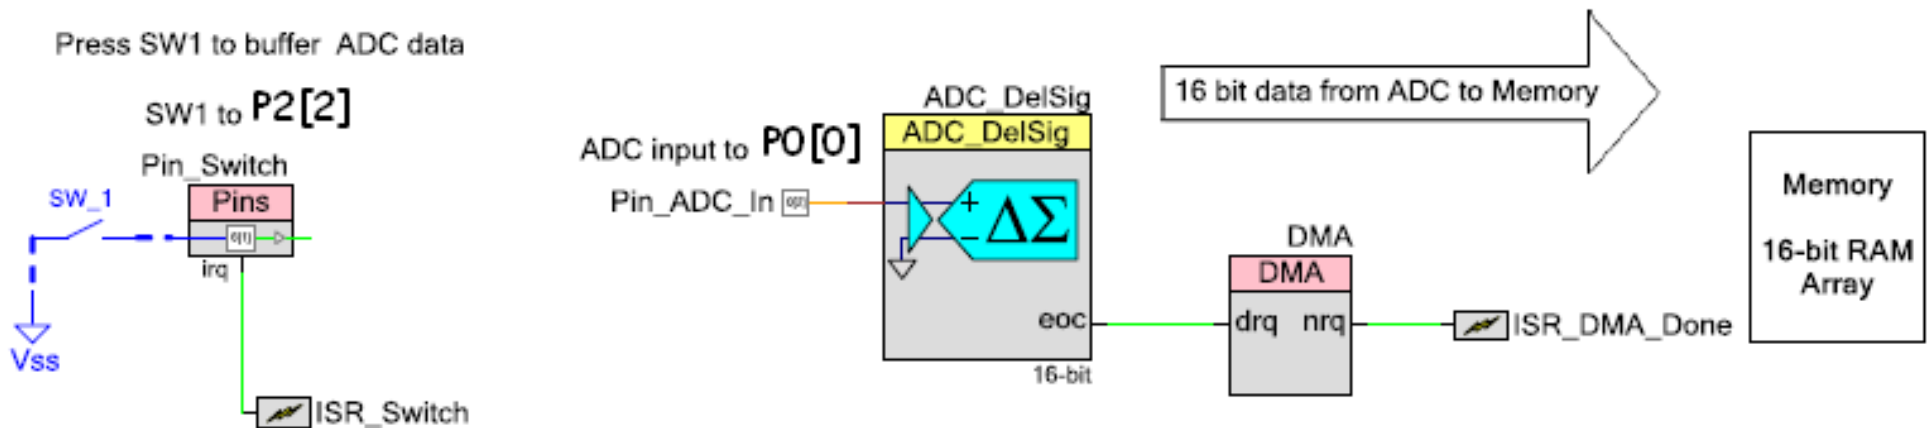 Press SW1 to buffer ADC data
SW1 to P2[2]
Pin_Switch
Pins
SW_1
irq
Vss
ISR_Switch
ADC input to P0[0]
Pin_ADC_In
ADC_DelSig
ADC_DelSig
+
−
ΔΣ
eoc
16-bit
16 bit data from ADC to Memory
DMA
DMA
drq nrq
ISR_DMA_Done
Memory
16-bit RAM
Array